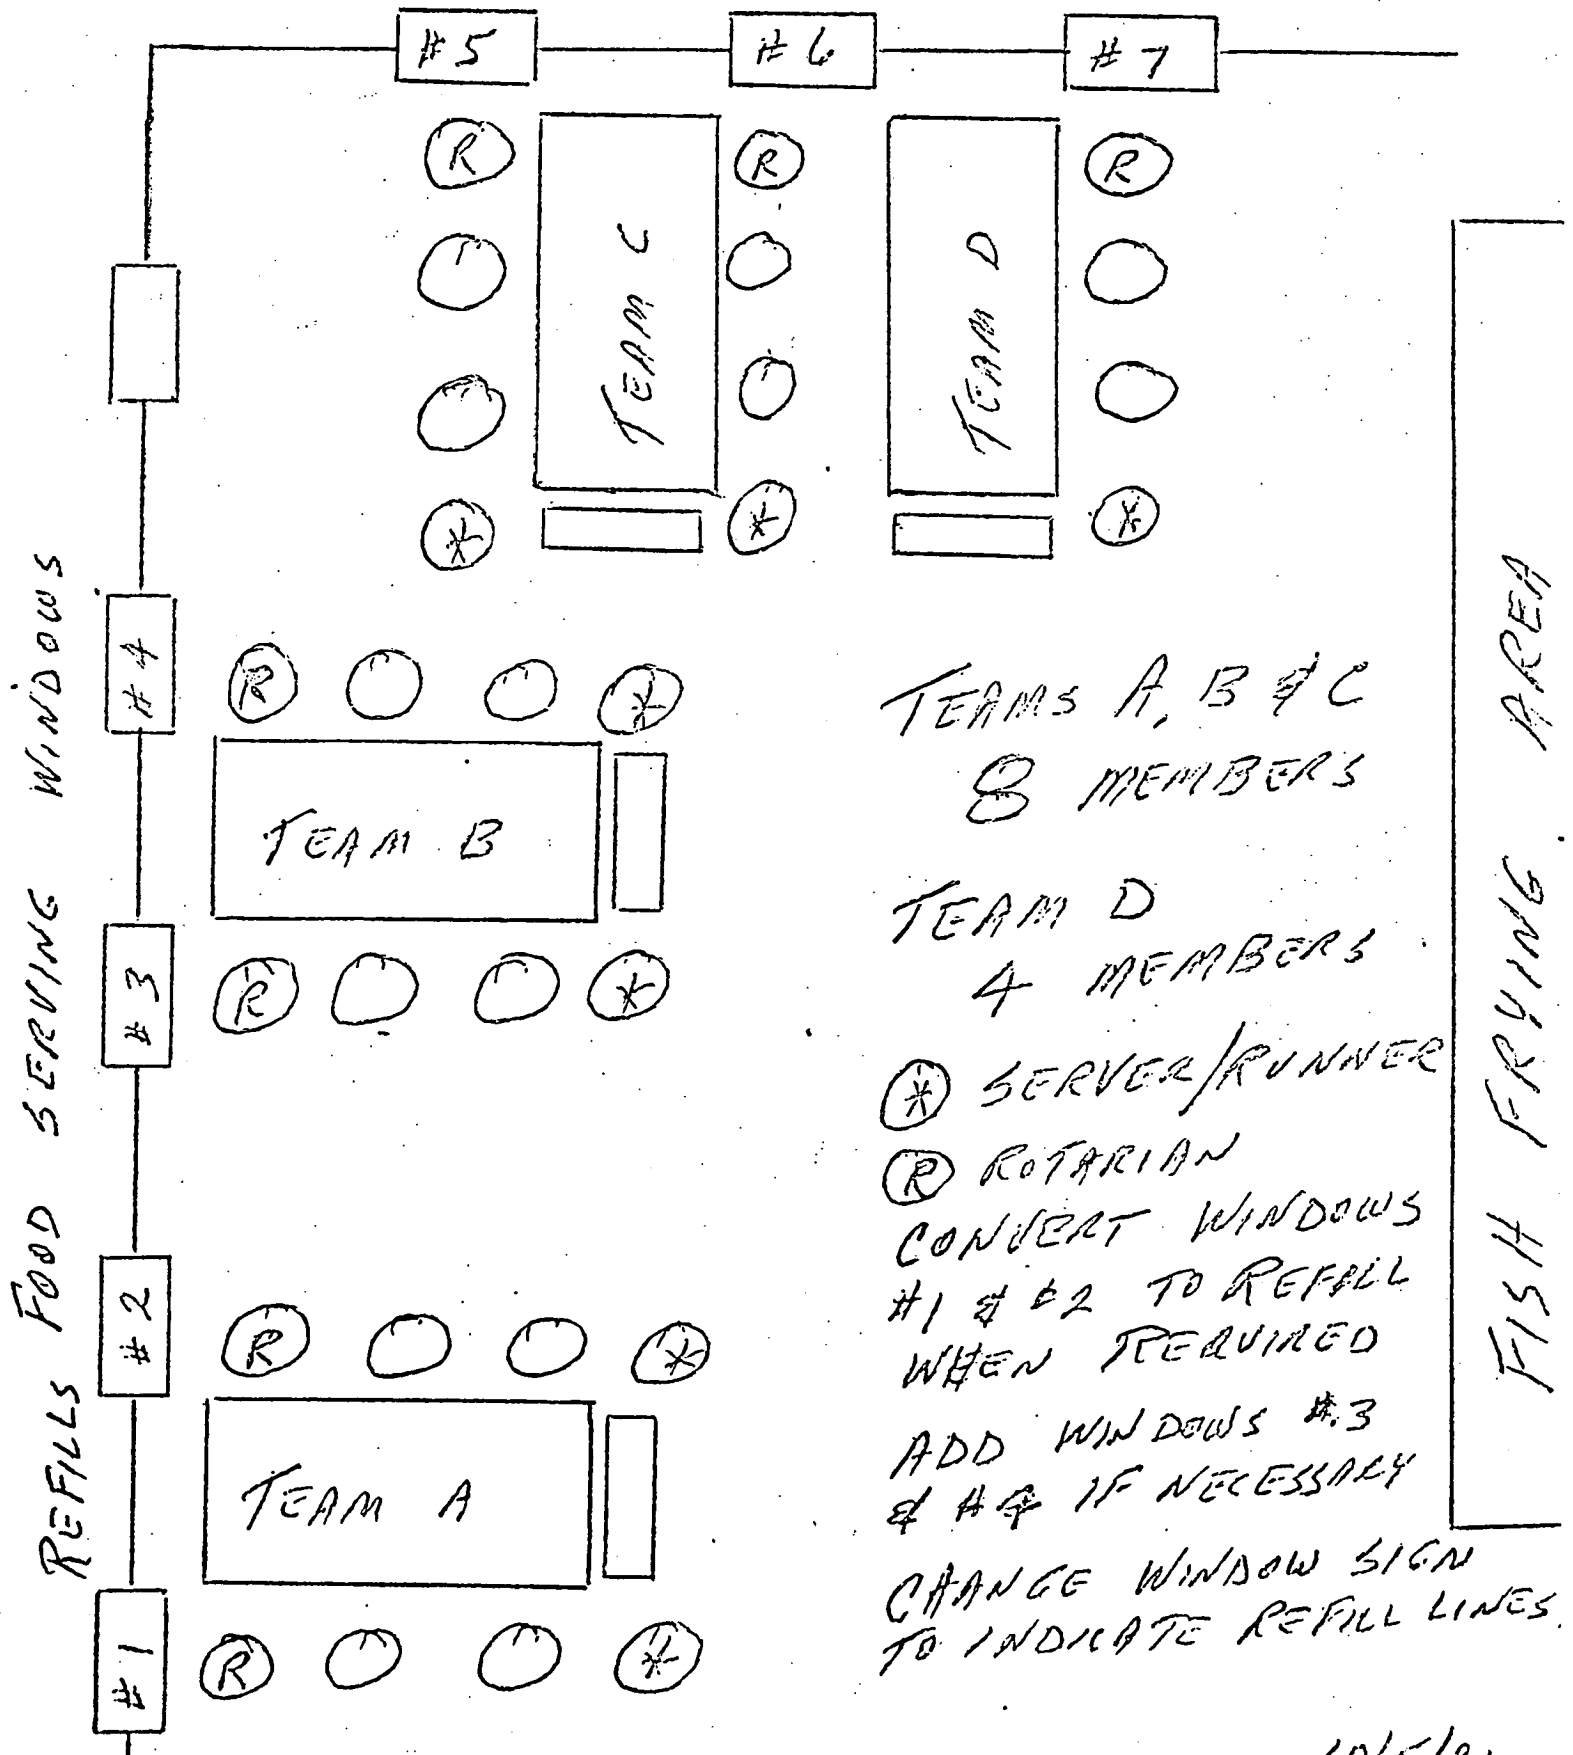 #5
#6
#7
R
R
R
TEAM C
TEAM D
*
*
*
#4
R
*
TEAM B
#3
R
*
#2
R
*
TEAM A
#1
R
*
REFILLS FOOD SERVING WINDOWS
TEAMS A, B & C
8 MEMBERS
TEAM D
4 MEMBERS
* SERVER/RUNNER
R ROTARIAN
CONVERT WINDOWS
#1 & #2 TO REFILL
WHEN REQUIRED
ADD WINDOWS #3
& #4 IF NECESSARY
CHANGE WINDOW SIGN
TO INDICATE REFILL LINES.
FISH FRYING AREA